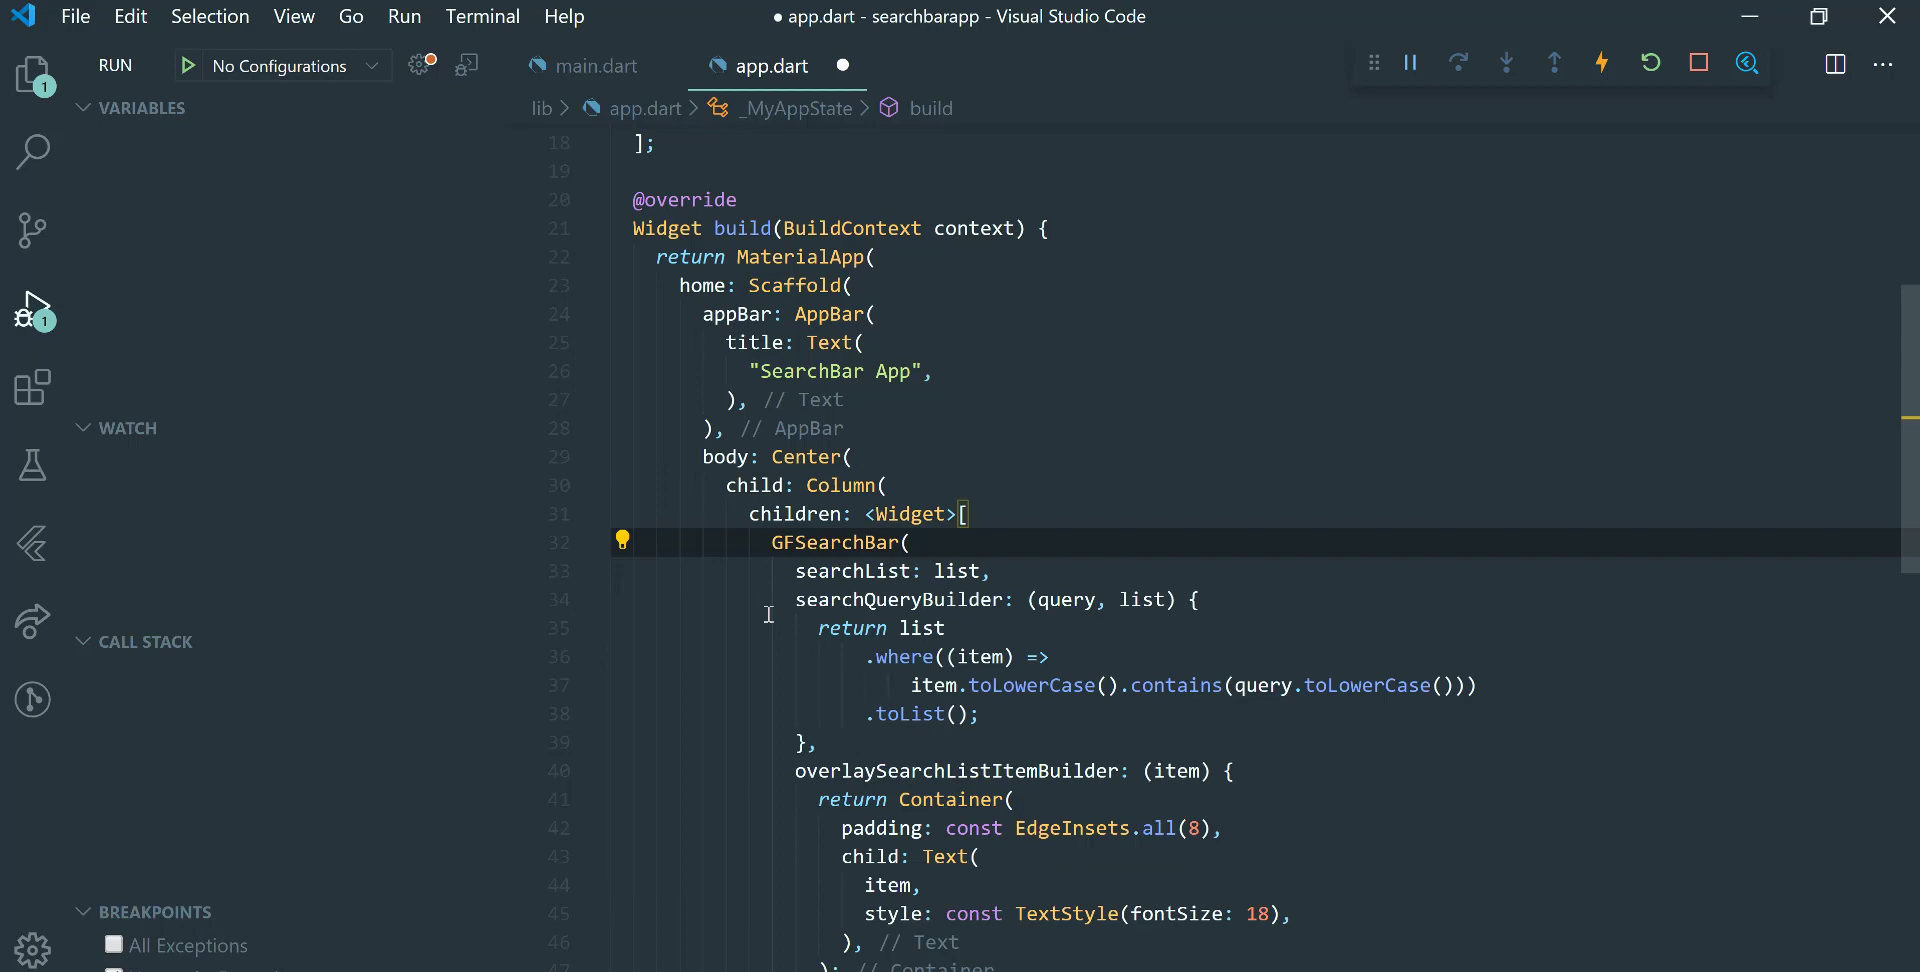 File Edit Selection View Go Run Terminal Help
● app.dart - searchbarapp - Visual Studio Code
RUN
No Configurations
main.dart
app.dart
1
VARIABLES
lib > app.dart > _MyAppState > build
18 ];
19
20 @override
21 Widget build(BuildContext context) {
22 return MaterialApp(
23 home: Scaffold(
24 appBar: AppBar(
25 title: Text(
26 "SearchBar App",
27 ), // Text
28 ), // AppBar
29 body: Center(
30 child: Column(
31 children: <Widget>[
32 GFSearchBar(
33 searchList: list,
34 searchQueryBuilder: (query, list) {
35 return list
36 .where((item) =>
37 item.toLowerCase().contains(query.toLowerCase()))
38 .toList();
39 },
40 overlaySearchListItemBuilder: (item) {
41 return Container(
42 padding: const EdgeInsets.all(8),
43 child: Text(
44 item,
45 style: const TextStyle(fontSize: 18),
46 ), // Text
47 ); // Container
1
WATCH
CALL STACK
BREAKPOINTS
All Exceptions